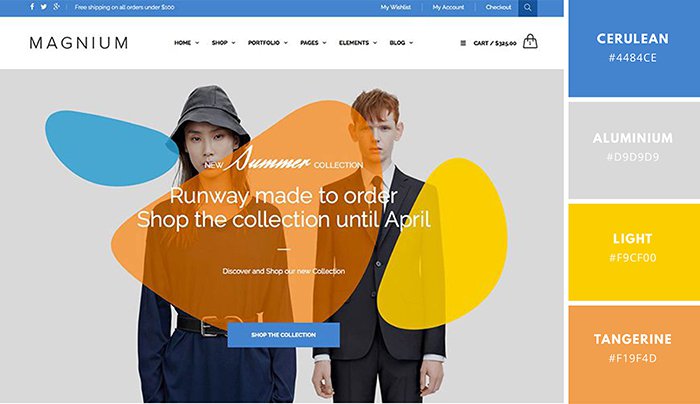 Free shipping on all orders under $100
My Wishlist
My Account
Checkout
MAGNIUM
HOME
SHOP
PORTFOLIO
PAGES
ELEMENTS
BLOG
CART / $325.00
NEW Summer COLLECTION
Runway made to order
Shop the collection until April
Discover and Shop our new Collection
SHOP THE COLLECTION
CERULEAN
#4484CE
ALUMINIUM
#D9D9D9
LIGHT
#F9CF00
TANGERINE
#F19F4D